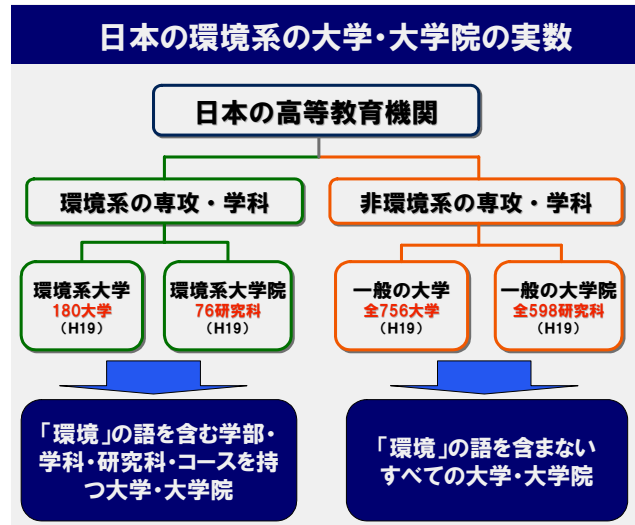 日本の環境系の大学・大学院の実数
日本の高等教育機関
環境系の専攻・学科
非環境系の専攻・学科
環境系大学
180大学
（H19）
環境系大学院
76研究科
（H19）
一般の大学
全756大学
（H19）
一般の大学院
全598研究科
（H19）
「環境」の語を含む学部・
学科・研究科・コースを持
つ大学・大学院
「環境」の語を含まない
すべての大学・大学院